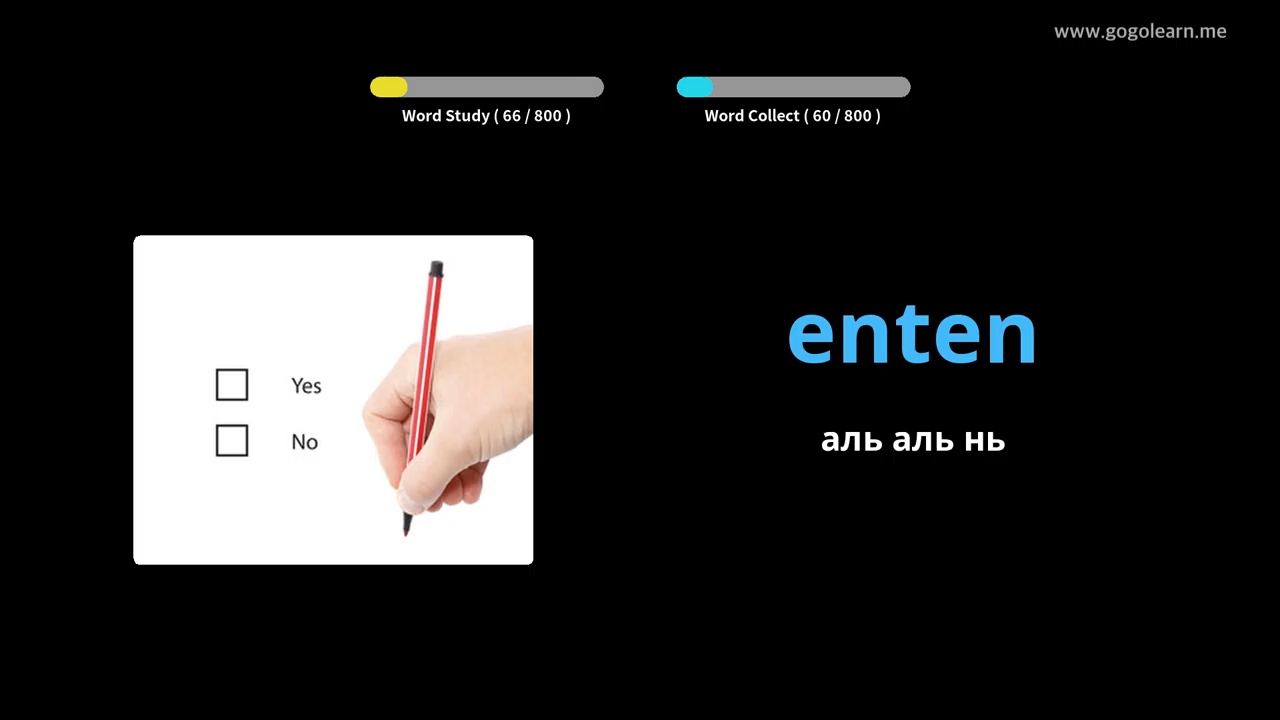 www.gogolearn.me
Word Study ( 66 / 800 )
Word Collect ( 60 / 800 )
Yes
No
enten
аль аль нь